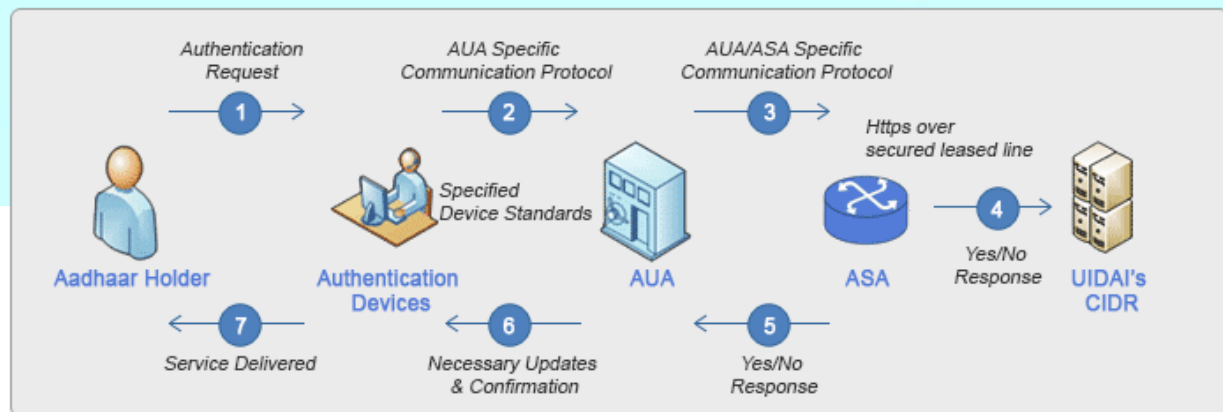 Authentication
Request
AUA Specific
Communication Protocol
AUA/ASA Specific
Communication Protocol
1
2
3
Https over
secured leased line
Specified
Device Standards
4
Yes/No
Response
Aadhaar Holder
Authentication
Devices
AUA
ASA
UIDAI's
CIDR
7
6
5
Service Delivered
Necessary Updates
& Confirmation
Yes/No
Response